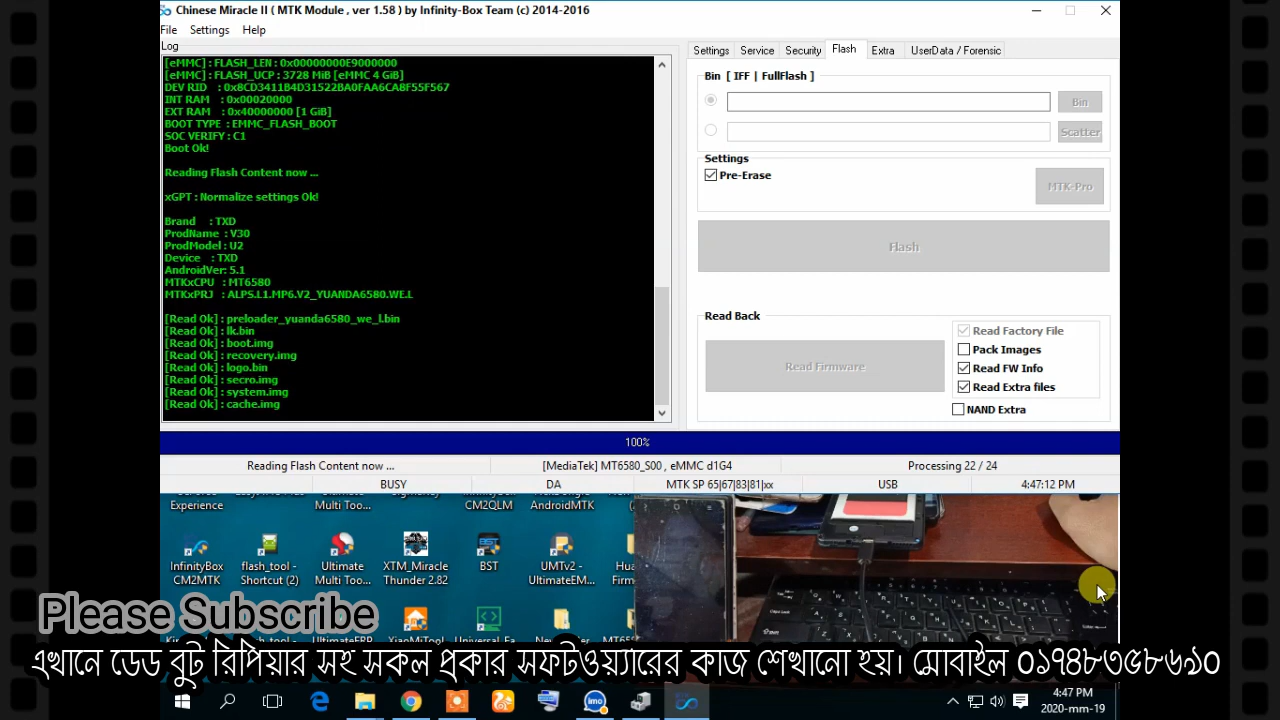 Chinese Miracle II ( MTK Module , ver 1.58 ) by Infinity-Box Team (c) 2014-2016
File Settings Help
Log
[eMMC] : FLASH_LEN : 0x00000000E9000000
[eMMC] : FLASH_UCP : 3728 MiB [eMMC 4 GiB]
DEV RID : 0x8CD3411B4D31522BA0FAA6CA8F55F567
INT RAM : 0x00020000
EXT RAM : 0x40000000 [1 GiB]
BOOT TYPE : EMMC_FLASH_BOOT
SOC VERIFY : C1
Boot Ok!
Reading Flash Content now ...
xGPT : Normalize settings Ok!
Brand : TXD
ProdName : V30
ProdModel : U2
Device : TXD
AndroidVer: 5.1
MTKxCPU : MT6580
MTKxPRJ : ALPS.L1.MP6.V2_YUANDA6580.WE.L
[Read Ok] : preloader_yuanda6580_we_l.bin
[Read Ok] : lk.bin
[Read Ok] : boot.img
[Read Ok] : recovery.img
[Read Ok] : logo.bin
[Read Ok] : secro.img
[Read Ok] : system.img
[Read Ok] : cache.img
Settings Service Security Flash Extra UserData / Forensic
Bin [ IFF | FullFlash ]
Bin
Scatter
Settings
Pre-Erase
MTK-Pro
Flash
Read Back
Read Firmware
Read Factory File
Pack Images
Read FW Info
Read Extra files
NAND Extra
100%
Reading Flash Content now ... [MediaTek] MT6580_S00 , eMMC d1G4 Processing 22 / 24
BUSY DA MTK SP 65|67|83|81|xx USB 4:47:12 PM
Experience
Ultimate
Multi Too...
InfinityBox
CM2QLM
AndroidMTK
InfinityBox
CM2MTK
flash_tool -
Shortcut (2)
Ultimate
Multi Too...
XTM_Miracle
Thunder 2.82
BST
UMTv2 -
UltimateEM...
Please Subscribe
এখানে ডেড বুট রিপিয়ার সহ সকল প্রকার সফটওয়্যারের কাজ শেখানো হয়। মোবাইল ০১৭৪৮৩৫৮৬৯০
imo
4:47 PM
2020-mm-19